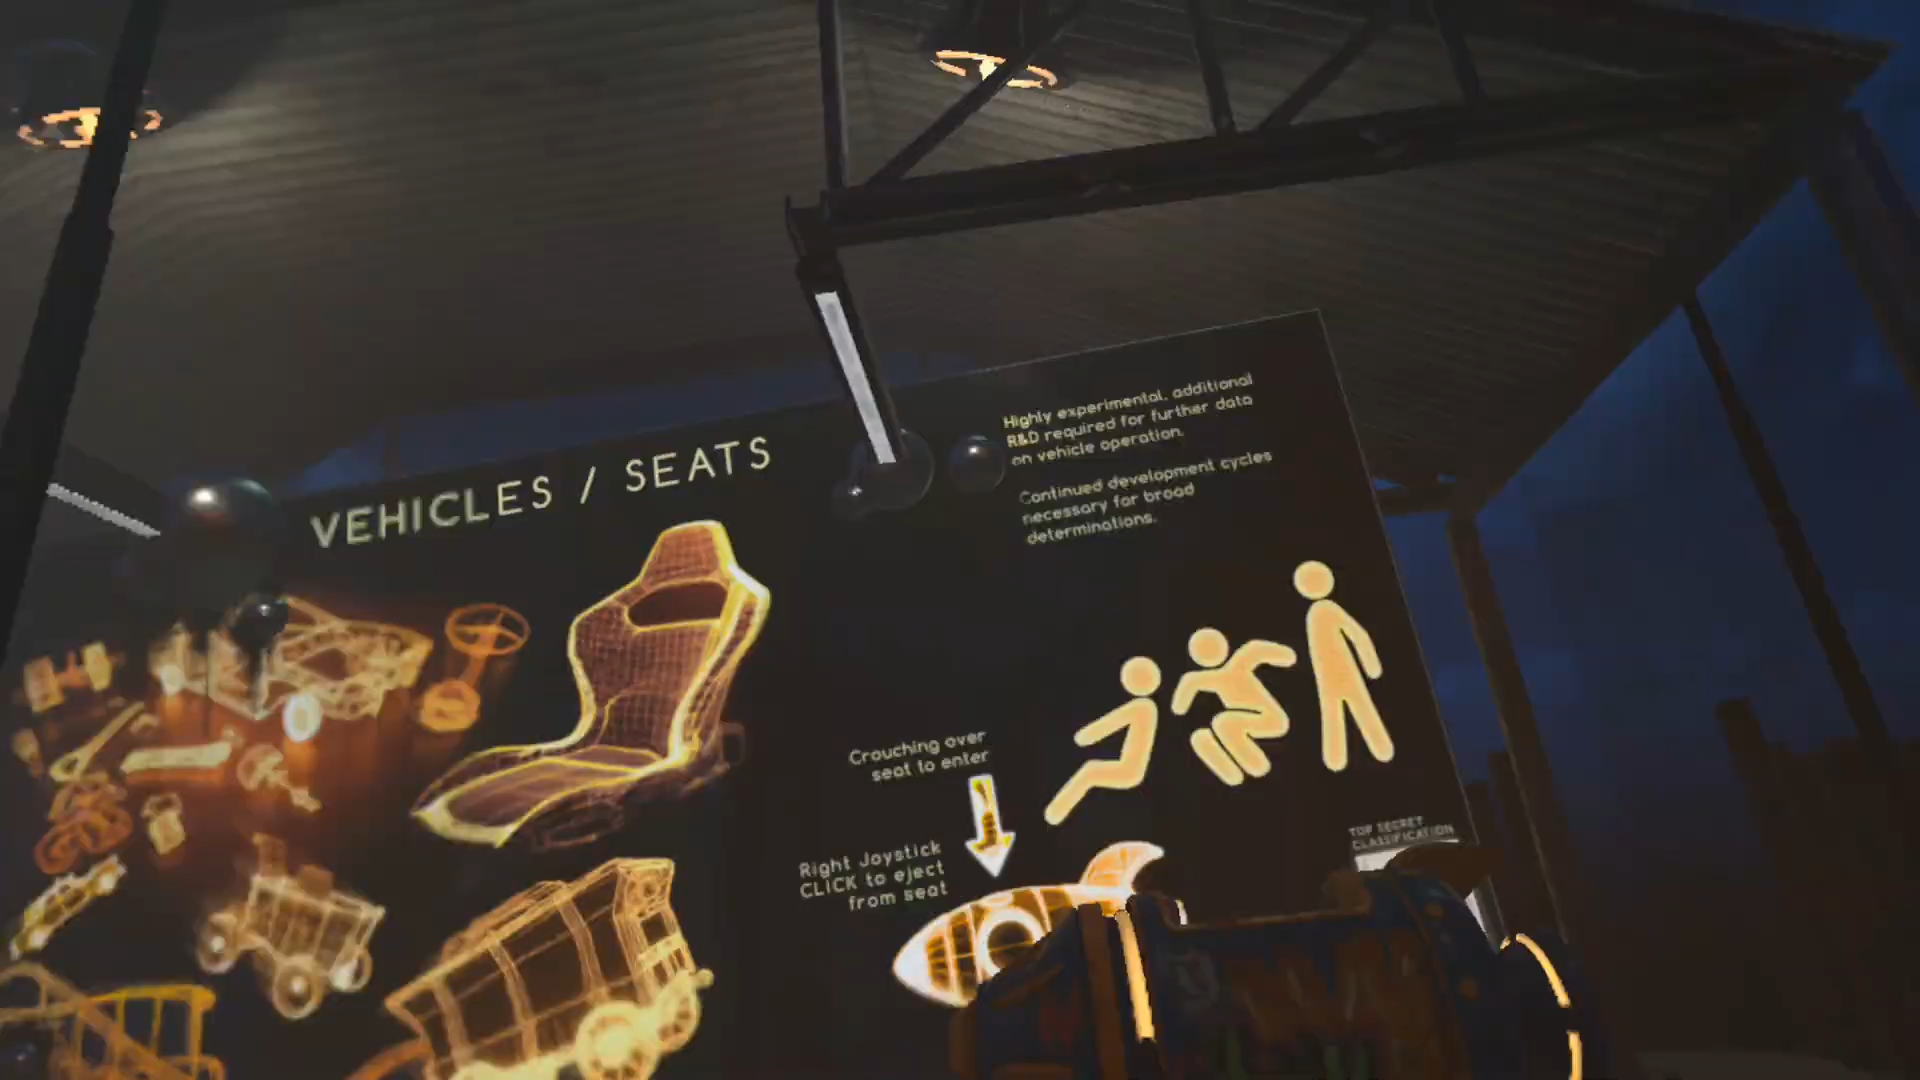 VEHICLES / SEATS
Highly experimental, additional
R&D required for further data
on vehicle operation.
Continued development cycles
necessary for broad
determinations.
Crouching over
seat to enter
Right Joystick
CLICK to eject
from seat
TOP SECRET
CLASSIFICATION